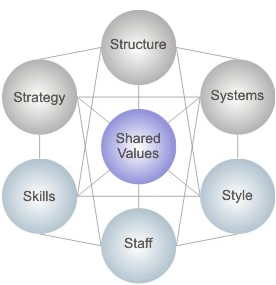 Structure
Strategy
Systems
Shared
Values
Skills
Style
Staff